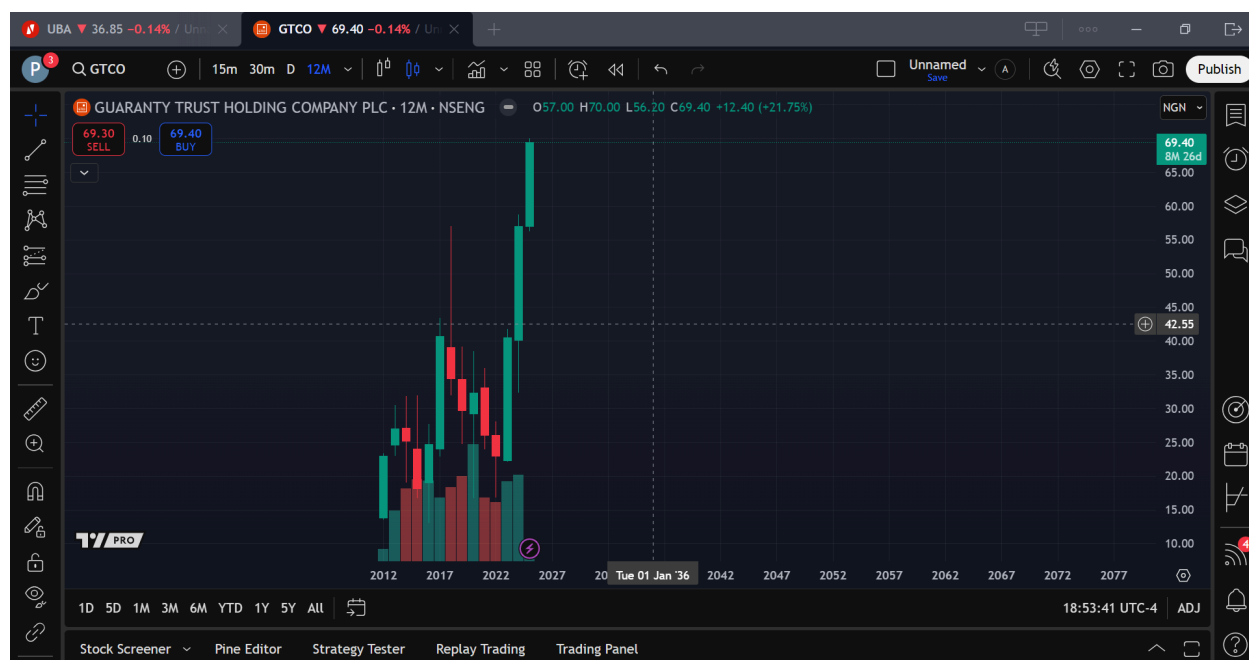 UBA ▼ 36.85 −0.14% / Unn
GTCO ▼ 69.40 −0.14% / Un
P 3
GTCO
15m 30m D 12M
Unnamed
Save
A
Publish
GUARANTY TRUST HOLDING COMPANY PLC · 12M · NSENG
O57.00 H70.00 L56.20 C69.40 +12.40 (+21.75%)
NGN
69.30
SELL
0.10
69.40
BUY
69.40
8M 26d
65.00
60.00
55.00
50.00
45.00
42.55
40.00
35.00
30.00
25.00
20.00
15.00
10.00
T
TV PRO
4
2012 2017 2022 2027 20 Tue 01 Jan '36 2042 2047 2052 2057 2062 2067 2072 2077
1D 5D 1M 3M 6M YTD 1Y 5Y All
18:53:41 UTC-4 ADJ
Stock Screener Pine Editor Strategy Tester Replay Trading Trading Panel